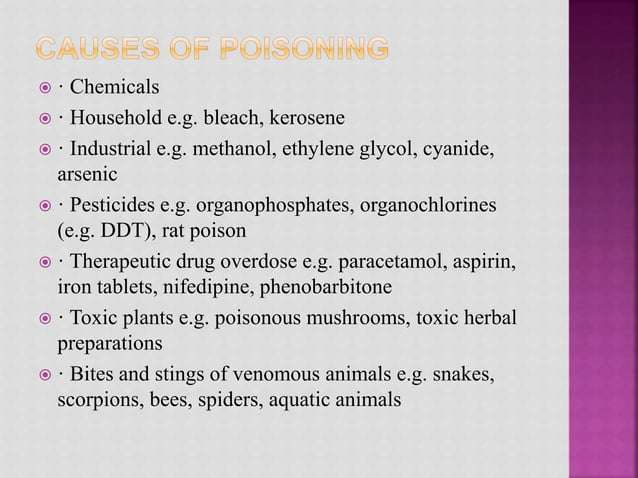 CAUSES OF POISONING
· Chemicals
· Household e.g. bleach, kerosene
· Industrial e.g. methanol, ethylene glycol, cyanide,
arsenic
· Pesticides e.g. organophosphates, organochlorines
(e.g. DDT), rat poison
· Therapeutic drug overdose e.g. paracetamol, aspirin,
iron tablets, nifedipine, phenobarbitone
· Toxic plants e.g. poisonous mushrooms, toxic herbal
preparations
· Bites and stings of venomous animals e.g. snakes,
scorpions, bees, spiders, aquatic animals